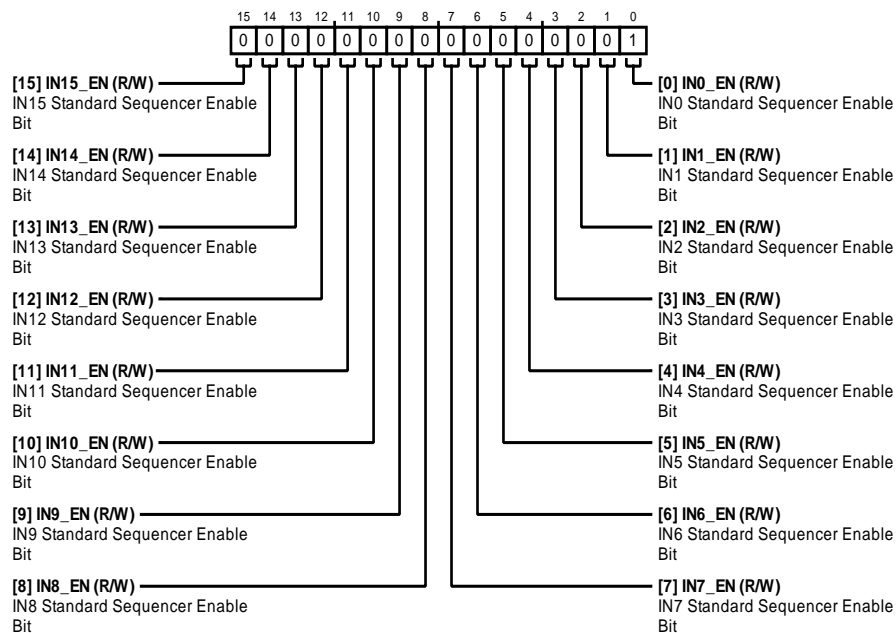 15 14 13 12 11 10 9 8 7 6 5 4 3 2 1 0
0 0 0 0 0 0 0 0 0 0 0 0 0 0 0 1
[15] IN15_EN (R/W)
IN15 Standard Sequencer Enable
Bit
[14] IN14_EN (R/W)
IN14 Standard Sequencer Enable
Bit
[13] IN13_EN (R/W)
IN13 Standard Sequencer Enable
Bit
[12] IN12_EN (R/W)
IN12 Standard Sequencer Enable
Bit
[11] IN11_EN (R/W)
IN11 Standard Sequencer Enable
Bit
[10] IN10_EN (R/W)
IN10 Standard Sequencer Enable
Bit
[9] IN9_EN (R/W)
IN9 Standard Sequencer Enable
Bit
[8] IN8_EN (R/W)
IN8 Standard Sequencer Enable
Bit
[0] IN0_EN (R/W)
IN0 Standard Sequencer Enable
Bit
[1] IN1_EN (R/W)
IN1 Standard Sequencer Enable
Bit
[2] IN2_EN (R/W)
IN2 Standard Sequencer Enable
Bit
[3] IN3_EN (R/W)
IN3 Standard Sequencer Enable
Bit
[4] IN4_EN (R/W)
IN4 Standard Sequencer Enable
Bit
[5] IN5_EN (R/W)
IN5 Standard Sequencer Enable
Bit
[6] IN6_EN (R/W)
IN6 Standard Sequencer Enable
Bit
[7] IN7_EN (R/W)
IN7 Standard Sequencer Enable
Bit